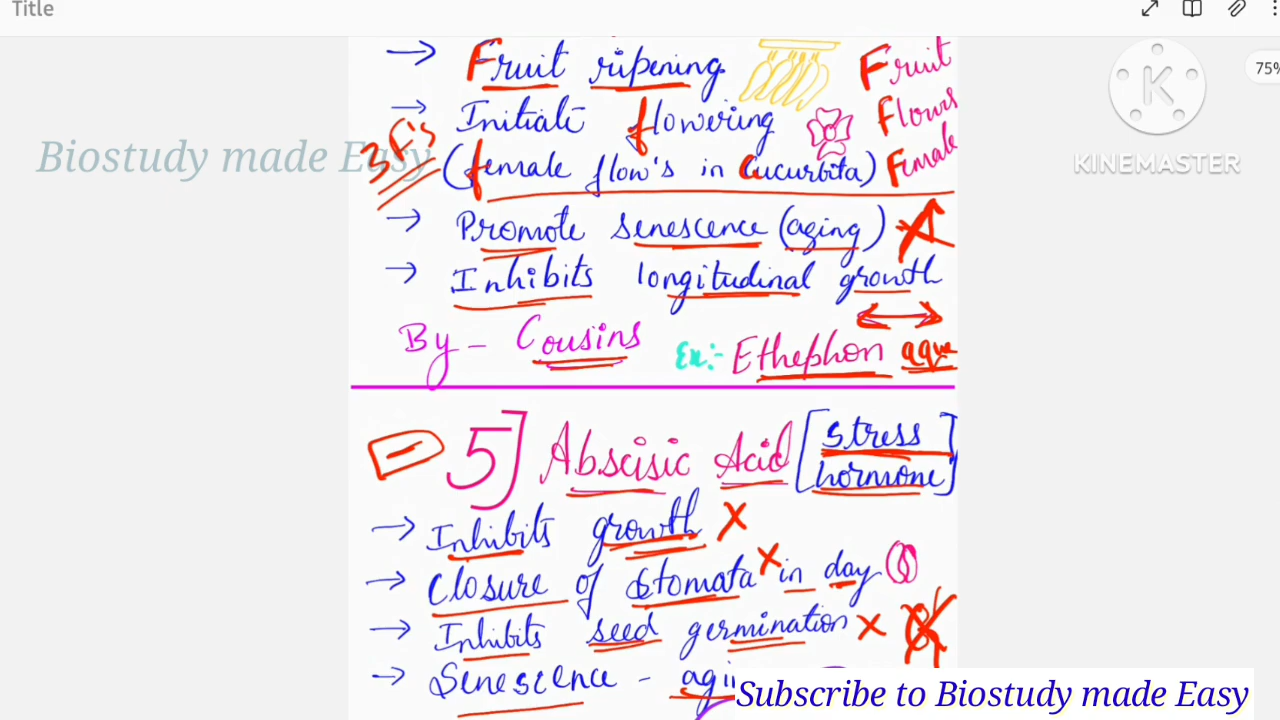 Title
75%
→ Fruit ripening
Fruit
→ Initiate flowering
Flowrs
3 F's
(female flow's in Cucurbita)
Female
Biostudy made Easy
KINEMASTER
→ Promote senescence (aging)
→ Inhibits longitudinal growth
By - Cousins
Ex:- Ethephon
5] Abscisic Acid [stress hormone]
→ Inhibits growth X
→ Closure of stomata X in day
→ Inhibits seed germination X
→ Senescence -
Subscribe to Biostudy made Easy